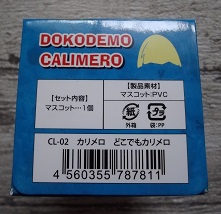 DOKODEMO
CALIMERO
【セット内容】
マスコット…1個
【製品素材】
マスコット:PVC
紙
プラ
外箱
袋:PP
CL-02 カリメロ どこでもカリメロ
4 560355 787811